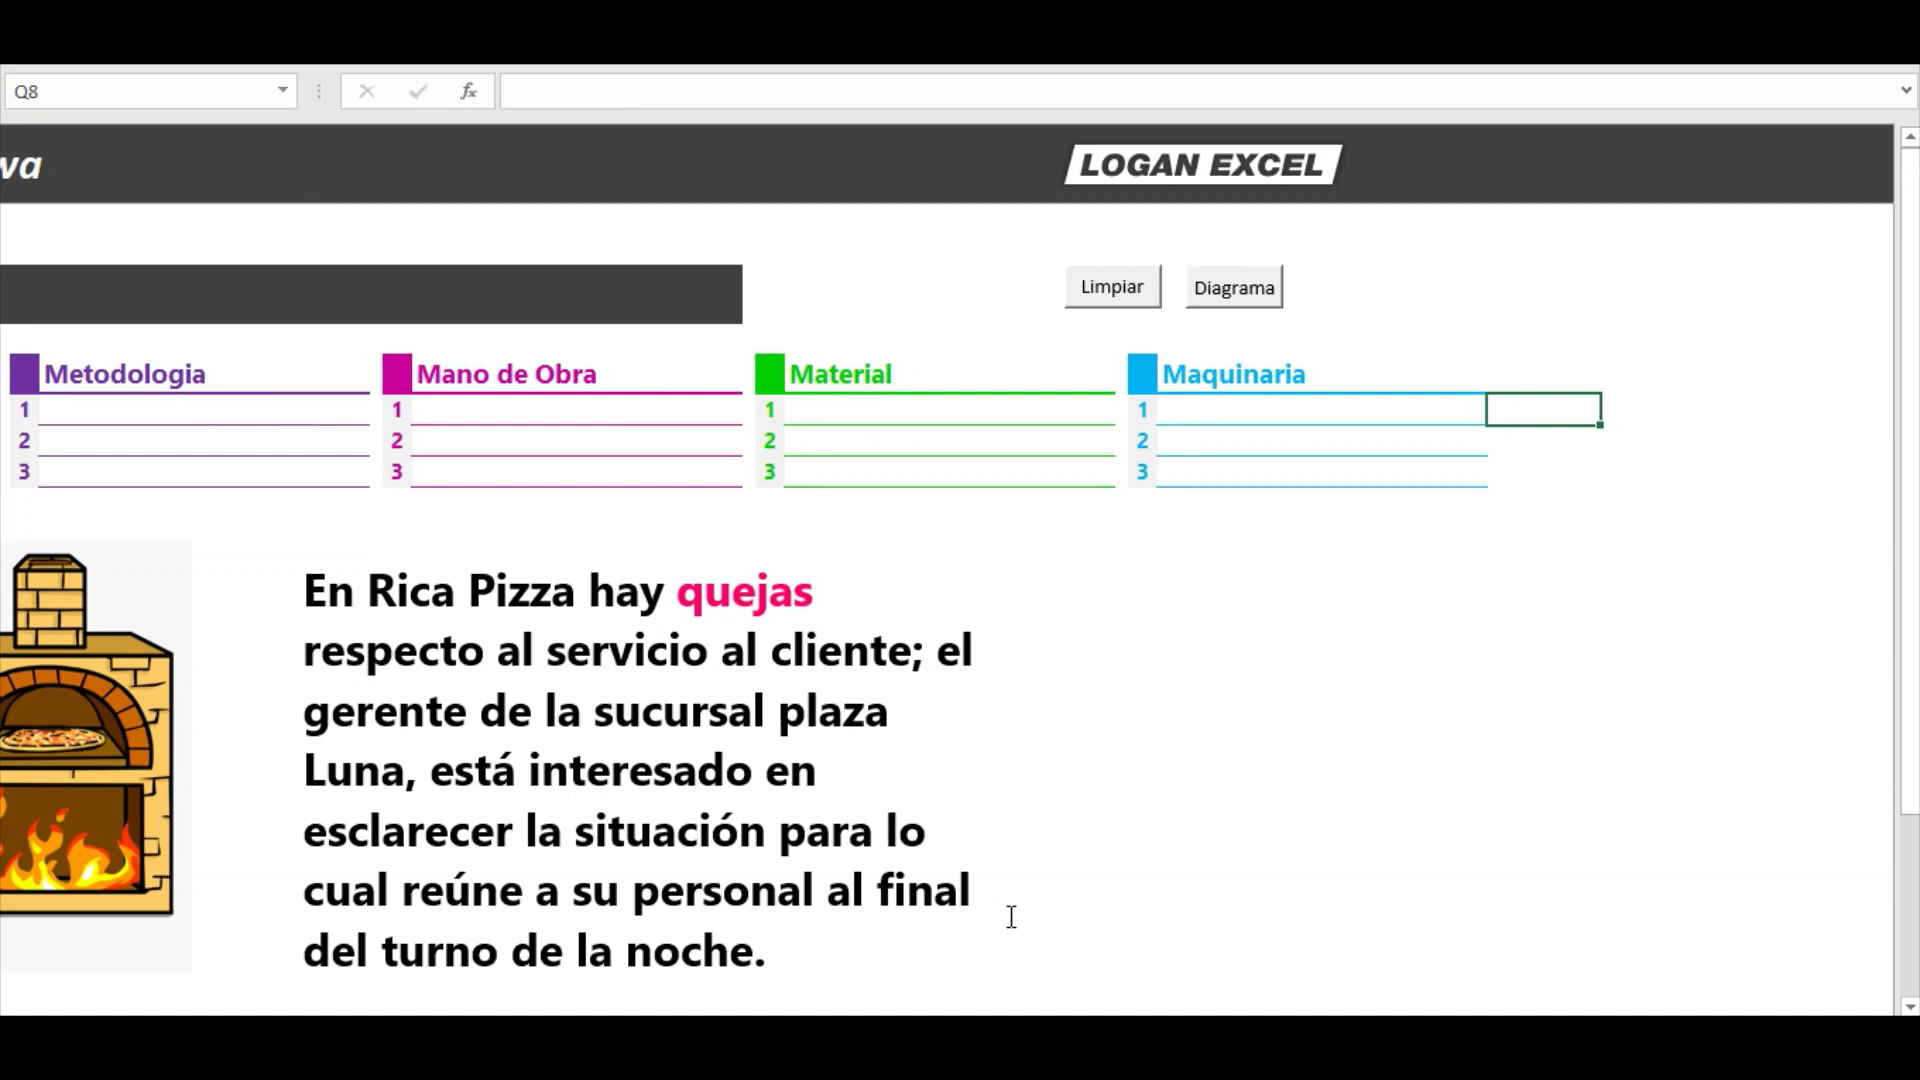 Q8
fx
va
LOGAN EXCEL
Limpiar
Diagrama
Metodologia
Mano de Obra
Material
Maquinaria
1
1
1
1
2
2
2
2
3
3
3
3
En Rica Pizza hay quejas
respecto al servicio al cliente; el
gerente de la sucursal plaza
Luna, está interesado en
esclarecer la situación para lo
cual reúne a su personal al final
del turno de la noche.